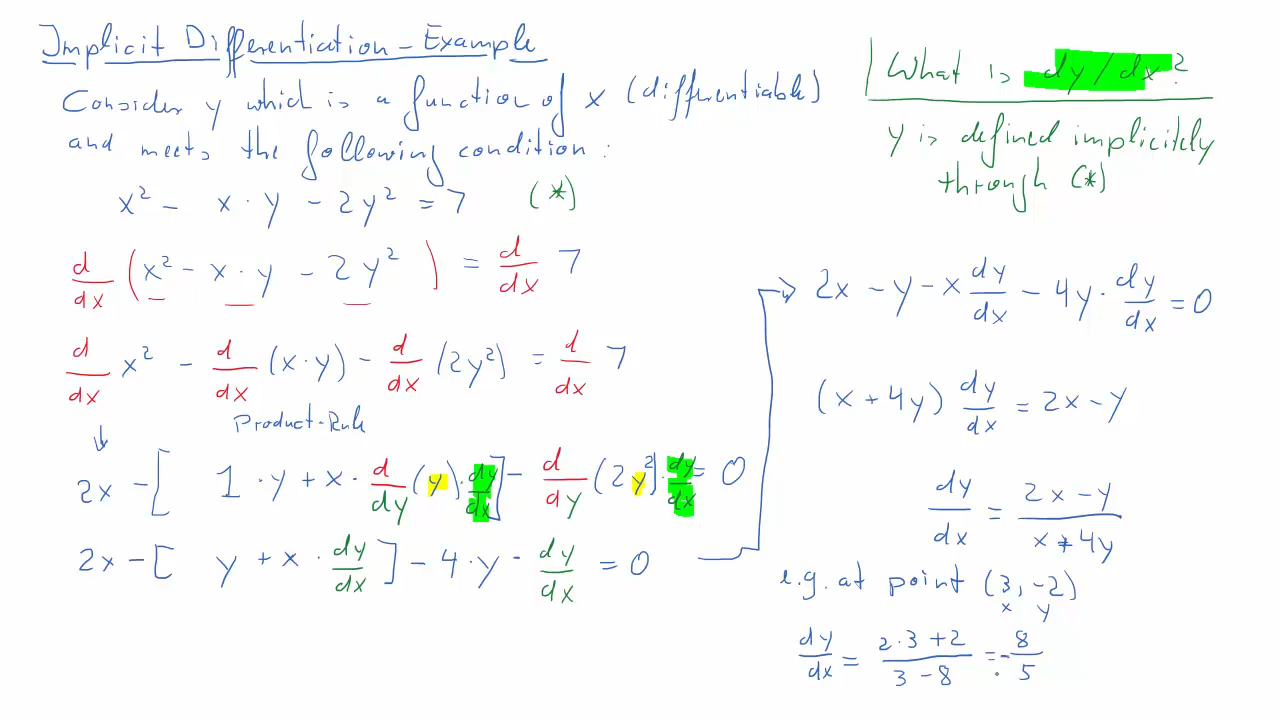 Implicit Differentiation - Example
Consider y which is a function of x (differentiable)
and meets the following condition:
x² - x · y - 2y² = 7 (*)
d/dx (x² - x · y - 2y²) = d/dx 7
d/dx x² - d/dx (x · y) - d/dx (2y²) = d/dx 7
Product-Rule
2x - [ 1 · y + x · d/dy (y) · dy/dx ] - d/dy (2y²) · dy/dx = 0
2x - [ y + x · dy/dx ] - 4 · y - dy/dx = 0
What is dy/dx?
y is defined implicitely
through (*)
2x - y - x dy/dx - 4y · dy/dx = 0
(x + 4y) dy/dx = 2x - y
dy/dx = (2x - y)/(x + 4y)
e.g. at point (3, -2)
x y
dy/dx = (2·3 + 2)/(3 - 8) = - 8/5